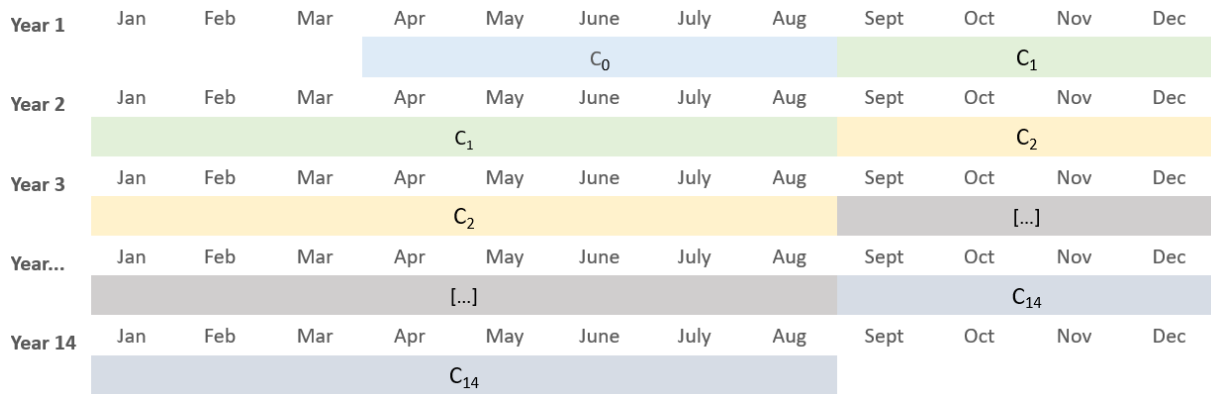 Year 1 Jan Feb Mar Apr May June July Aug Sept Oct Nov Dec
C₀ C₁
Year 2 Jan Feb Mar Apr May June July Aug Sept Oct Nov Dec
C₁ C₂
Year 3 Jan Feb Mar Apr May June July Aug Sept Oct Nov Dec
C₂ [...]
Year... Jan Feb Mar Apr May June July Aug Sept Oct Nov Dec
[...] C₁₄
Year 14 Jan Feb Mar Apr May June July Aug Sept Oct Nov Dec
C₁₄